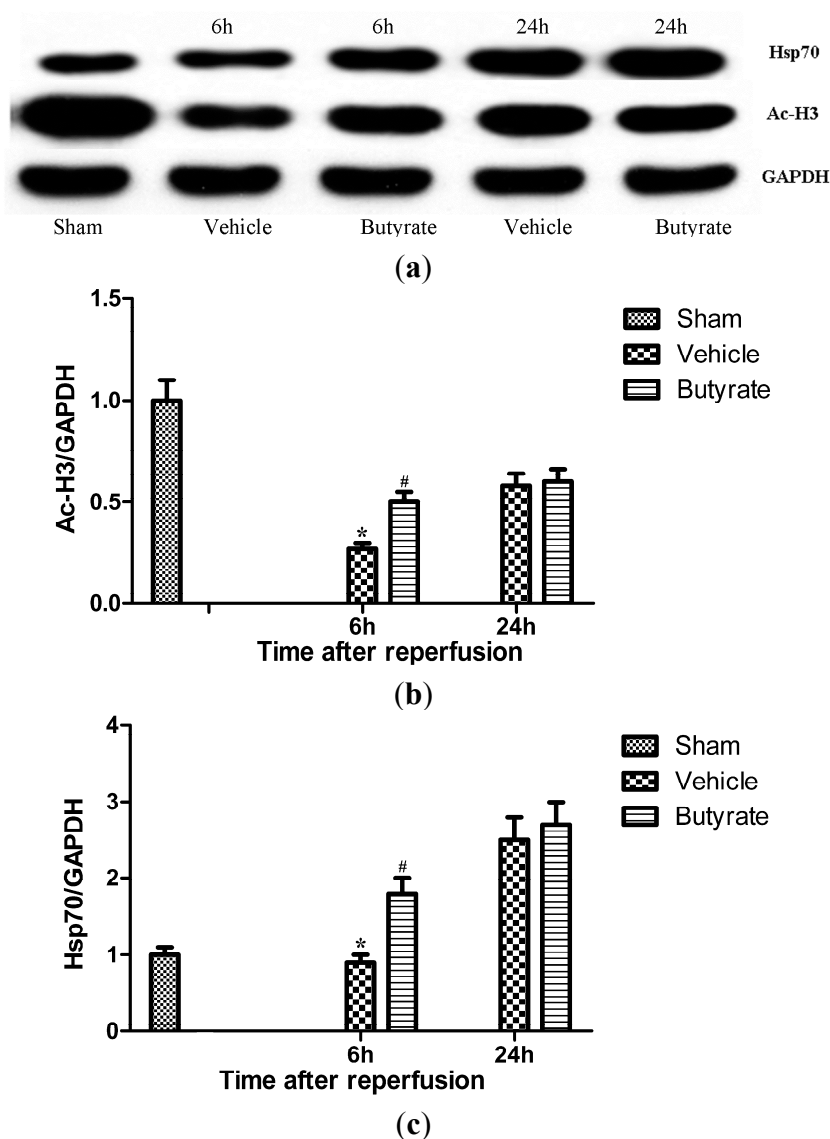 6h 6h 24h 24h
Hsp70
Ac-H3
GAPDH
Sham Vehicle Butyrate Vehicle Butyrate
(a)
1.5
1.0
0.5
0.0
Ac-H3/GAPDH
Sham
Vehicle
Butyrate
*
#
6h 24h
Time after reperfusion
(b)
4
3
2
1
0
Hsp70/GAPDH
Sham
Vehicle
Butyrate
*
#
6h 24h
Time after reperfusion
(c)